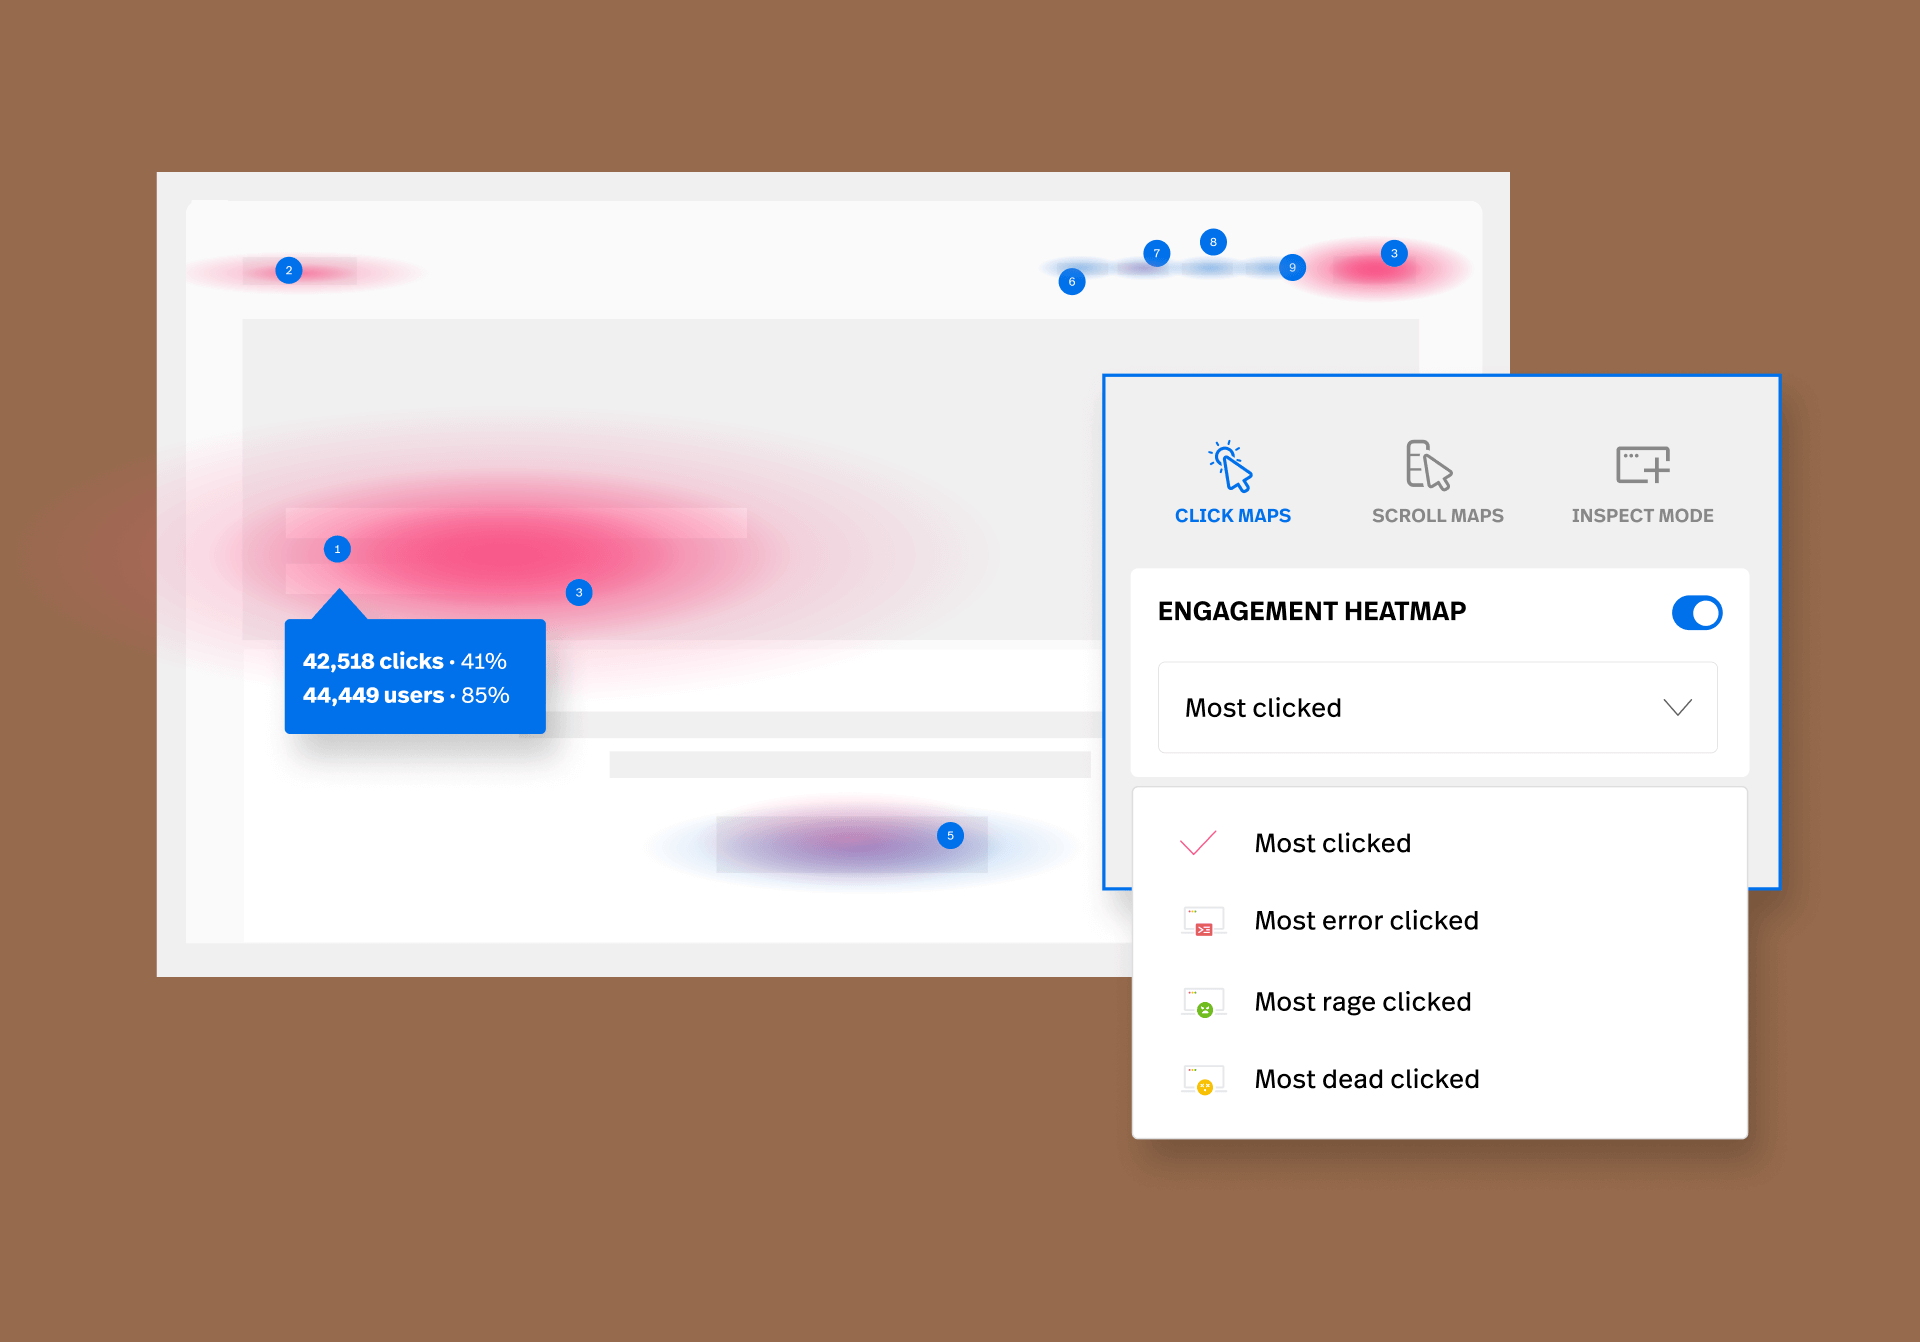 2
6
7
8
9
3
1
3
42,518 clicks • 41%
44,449 users • 85%
5
CLICK MAPS
SCROLL MAPS
INSPECT MODE
ENGAGEMENT HEATMAP
Most clicked
Most clicked
Most error clicked
Most rage clicked
Most dead clicked